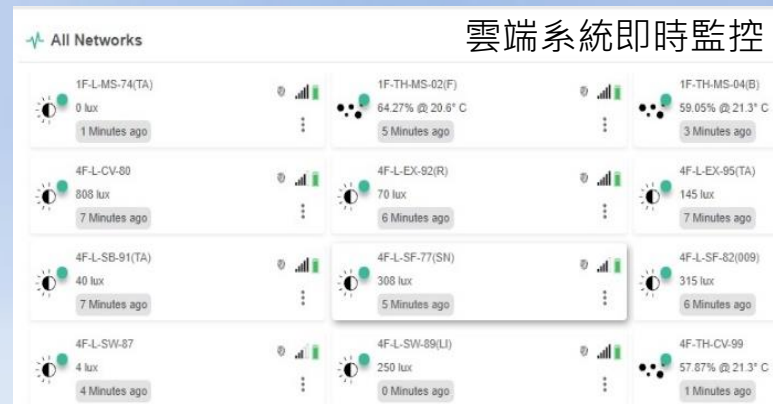 All Networks
雲端系統即時監控
1F-L-MS-74(TA)
0 lux
1 Minutes ago
1F-TH-MS-02(F)
64.27% @ 20.6° C
5 Minutes ago
1F-TH-MS-04(B)
59.05% @ 21.3° C
3 Minutes ago
4F-L-CV-80
808 lux
7 Minutes ago
4F-L-EX-92(R)
70 lux
6 Minutes ago
4F-L-EX-95(TA)
145 lux
7 Minutes ago
4F-L-SB-91(TA)
40 lux
7 Minutes ago
4F-L-SF-77(SN)
308 lux
5 Minutes ago
4F-L-SF-82(009)
315 lux
6 Minutes ago
4F-L-SW-87
4 lux
4 Minutes ago
4F-L-SW-89(LI)
250 lux
0 Minutes ago
4F-TH-CV-99
57.87% @ 21.3° C
1 Minutes ago